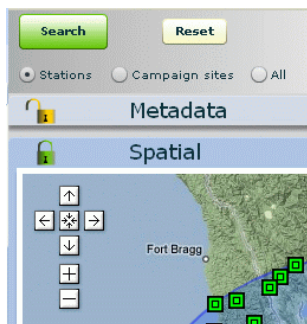 Search Reset
Stations Campaign sites All
Metadata
Spatial
Fort Bragg